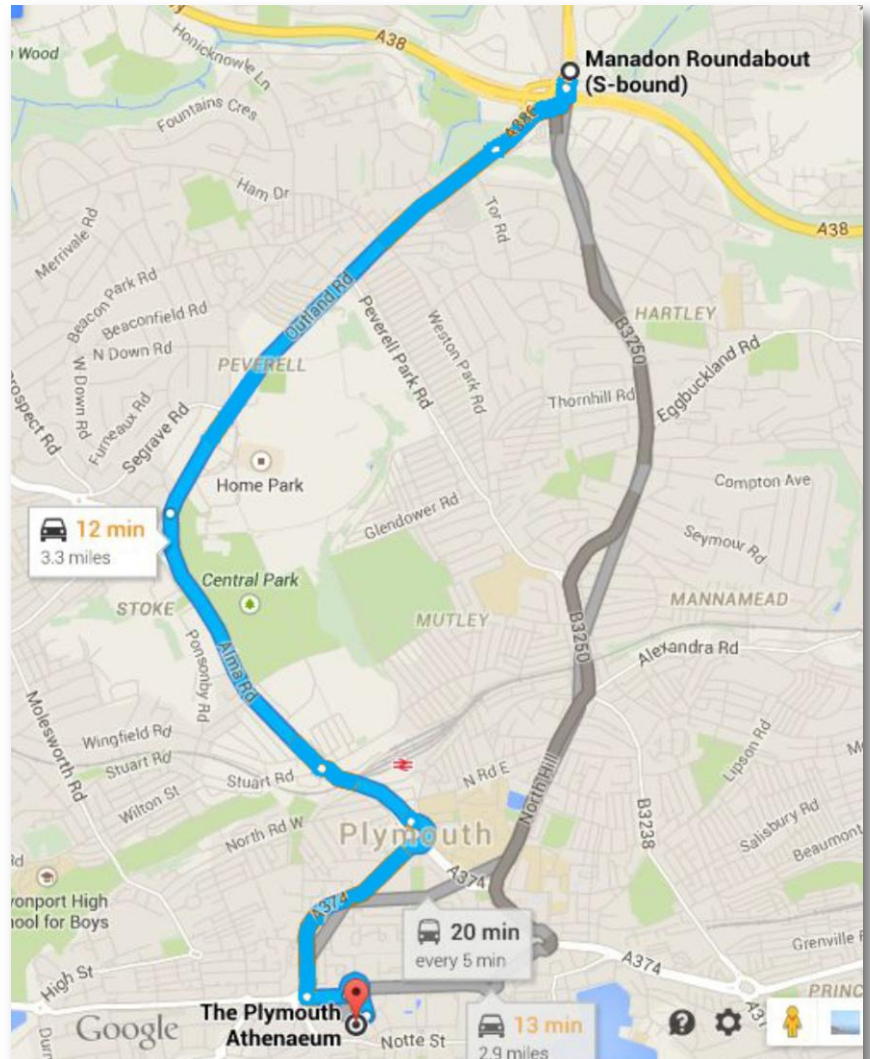 Wood
Honicknowle Ln
A38
Manadon Roundabout
(S-bound)
Fountains Cres
A386
Ham Dr
Tor Rd
A38
Merrivale Rd
Beacon Park Rd
Outland Rd
HARTLEY
Beaconfield Rd
N Down Rd
Peverell Park Rd
Weston Park Rd
B3250
PEVERELL
W Down Rd
Eggbuckland Rd
Prospect Rd
Furneaux Rd
Segrave Rd
Thornhill Rd
Home Park
Compton Ave
Glendower Rd
12 min
3.3 miles
Seymour Rd
Central Park
STOKE
MUTLEY
MANNAMEAD
B3250
Ponsonby Rd
Alma Rd
Alexandra Rd
Molesworth Rd
Wingfield Rd
Stuart Rd
Stuart Rd
N Rd E
North Hill
Lipson Rd
Wilton St
B3238
Salisbury Rd
North Rd W
Plymouth
Beaumont
Rd
A374
vonport High
ool for Boys
A374
20 min
every 5 min
Grenville R
High St
A374
PRINC
The Plymouth
Athenaeum
Google
Notte St
13 min
2.9 miles
A37
Durn